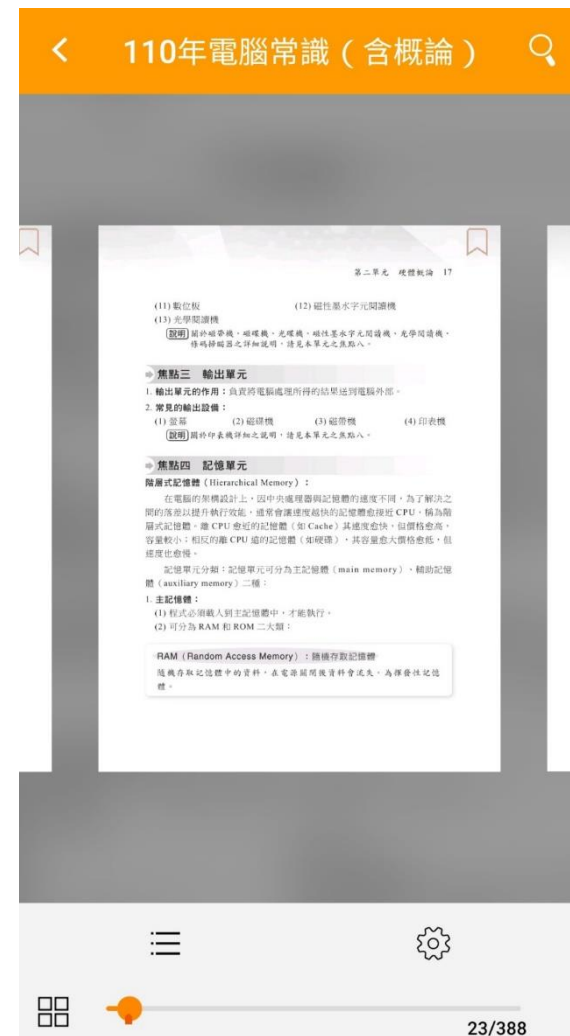 110年電腦常識（含概論）
第二單元 硬體概論 17
(11) 數位板 (12) 磁性墨水字元閱讀機
(13) 光學閱讀機
說明 關於磁帶機、磁碟機、光碟機、磁性墨水字元閱讀機、光學閱讀機、
條碼掃描器之詳細說明，請見本單元之焦點八。
焦點三 輸出單元
1. 輸出單元的作用：負責將電腦處理所得的結果送到電腦外部。
2. 常見的輸出設備：
(1) 螢幕 (2) 磁碟機 (3) 磁帶機 (4) 印表機
說明 關於印表機詳細之說明，請見本單元之焦點八。
焦點四 記憶單元
階層式記憶體（Hierarchical Memory）：
在電腦的架構設計上，因中央處理器與記憶體的速度不同，為了解決之
間的落差以提升執行效能，通常會讓速度越快的記憶體愈接近 CPU，稱為階
層式記憶體。離 CPU 愈近的記憶體（如 Cache）其速度愈快，但價格愈高，
容量較小；相反的離 CPU 遠的記憶體（如硬碟），其容量愈大價格愈低，但
速度也愈慢。
記憶單元分類：記憶單元可分為主記憶體（main memory）、輔助記憶
體（auxiliary memory）二種：
1. 主記憶體：
(1) 程式必須載入到主記憶體中，才能執行。
(2) 可分為 RAM 和 ROM 二大類：
RAM（Random Access Memory）：隨機存取記憶體
隨機存取記憶體中的資料，在電源關閉後資料會流失，為揮發性記憶
體。
23/388